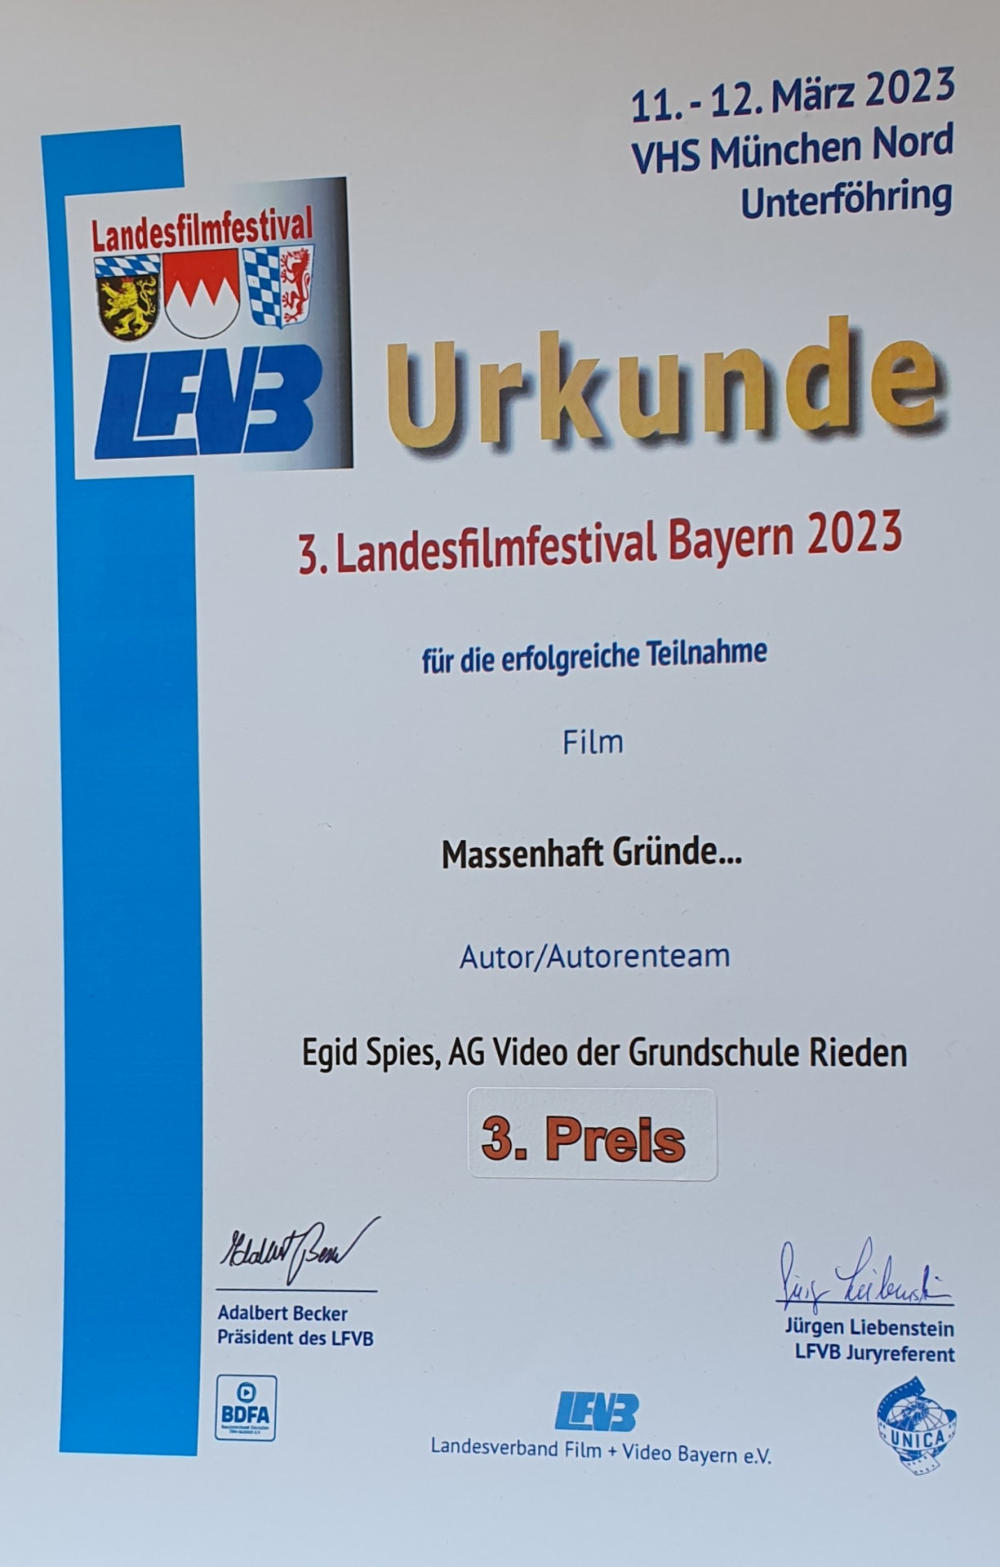 11. - 12. März 2023
VHS München Nord
Unterföhring
Landesfilmfestival
LFVB
Urkunde
3. Landesfilmfestival Bayern 2023
für die erfolgreiche Teilnahme
Film
Massenhaft Gründe...
Autor/Autorenteam
Egid Spies, AG Video der Grundschule Rieden
3. Preis
Adalbert Becker
Präsident des LFVB
Jürgen Liebenstein
LFVB Juryreferent
BDFA
LFVB
Landesverband Film + Video Bayern e.V.
UNICA